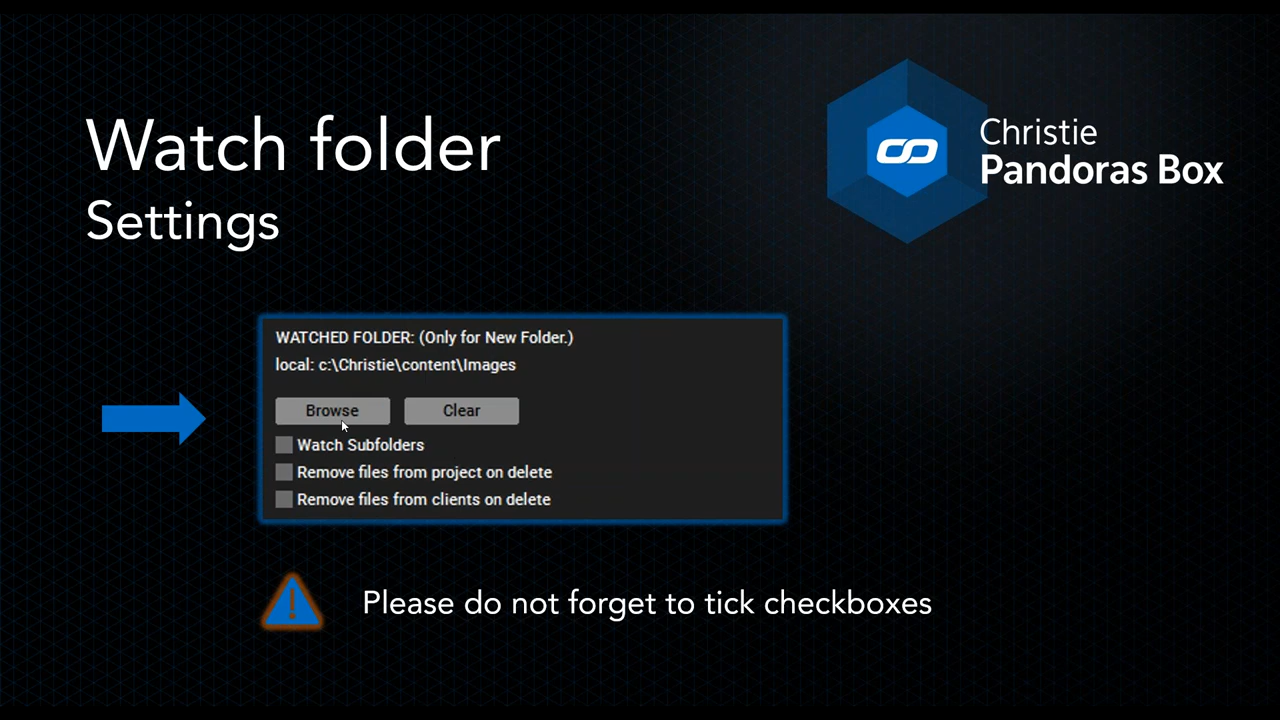 Watch folder
Settings
Christie
Pandoras Box
WATCHED FOLDER: (Only for New Folder.)
local: c:\Christie\content\Images
Browse
Clear
Watch Subfolders
Remove files from project on delete
Remove files from clients on delete
!
Please do not forget to tick checkboxes